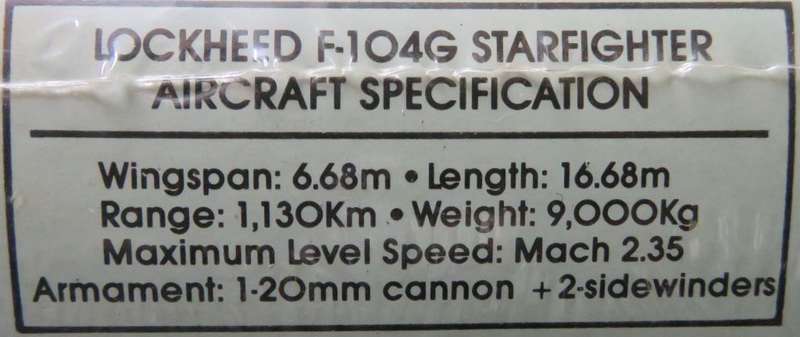 LOCKHEED F-104G STARFIGHTER
AIRCRAFT SPECIFICATION
Wingspan: 6.68m • Length: 16.68m
Range: 1,130Km • Weight: 9,000Kg
Maximum Level Speed: Mach 2.35
Armament: 1-20mm cannon + 2-sidewinders